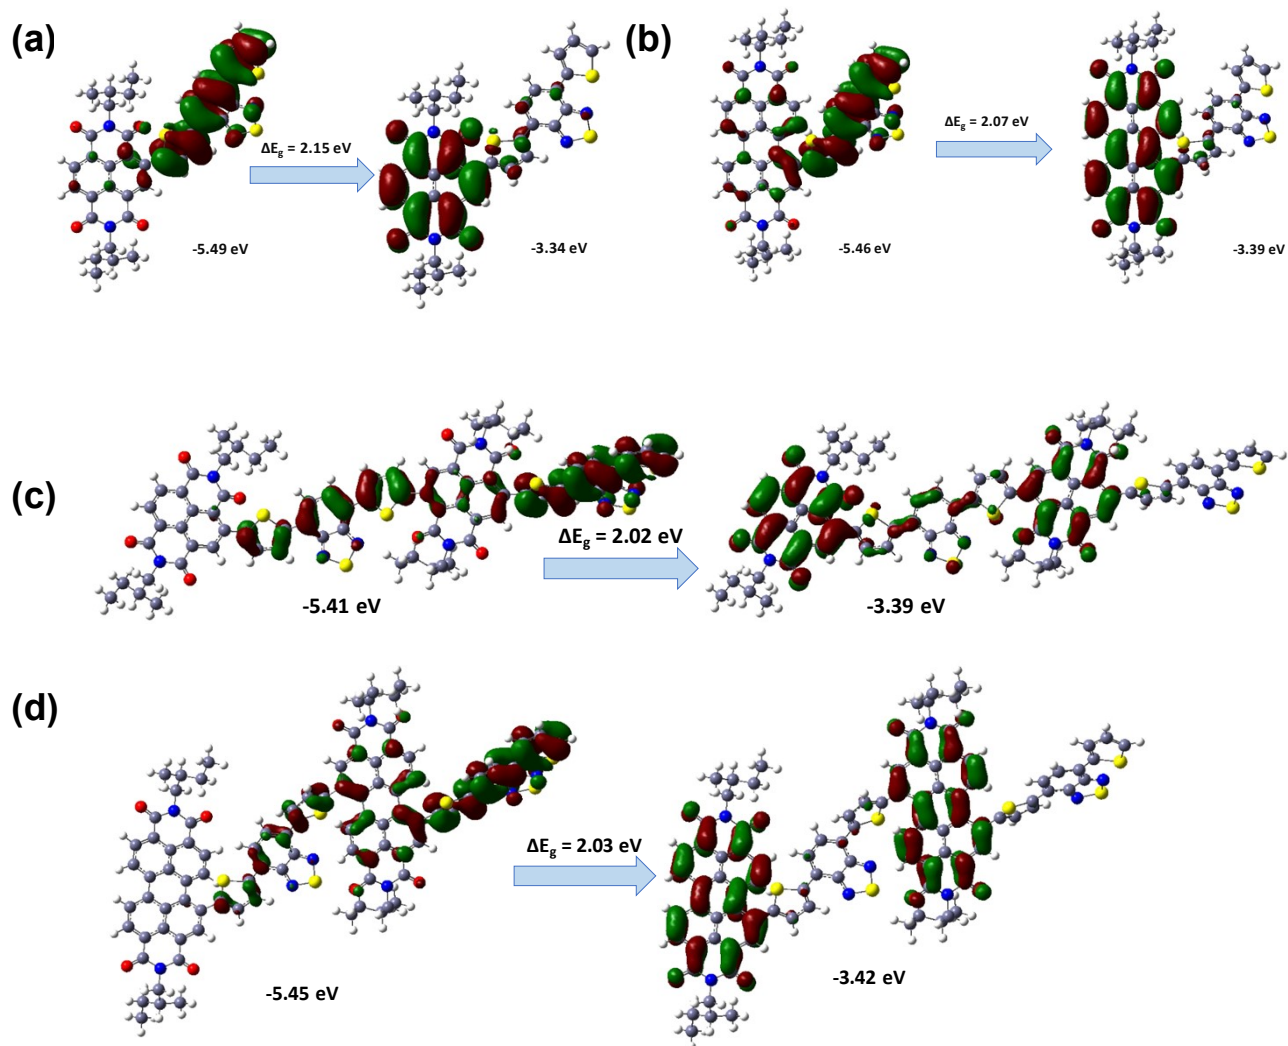 (a)
ΔEg = 2.15 eV
-5.49 eV
-3.34 eV
(b)
ΔEg = 2.07 eV
-5.46 eV
-3.39 eV
(c)
ΔEg = 2.02 eV
-5.41 eV
-3.39 eV
(d)
ΔEg = 2.03 eV
-5.45 eV
-3.42 eV